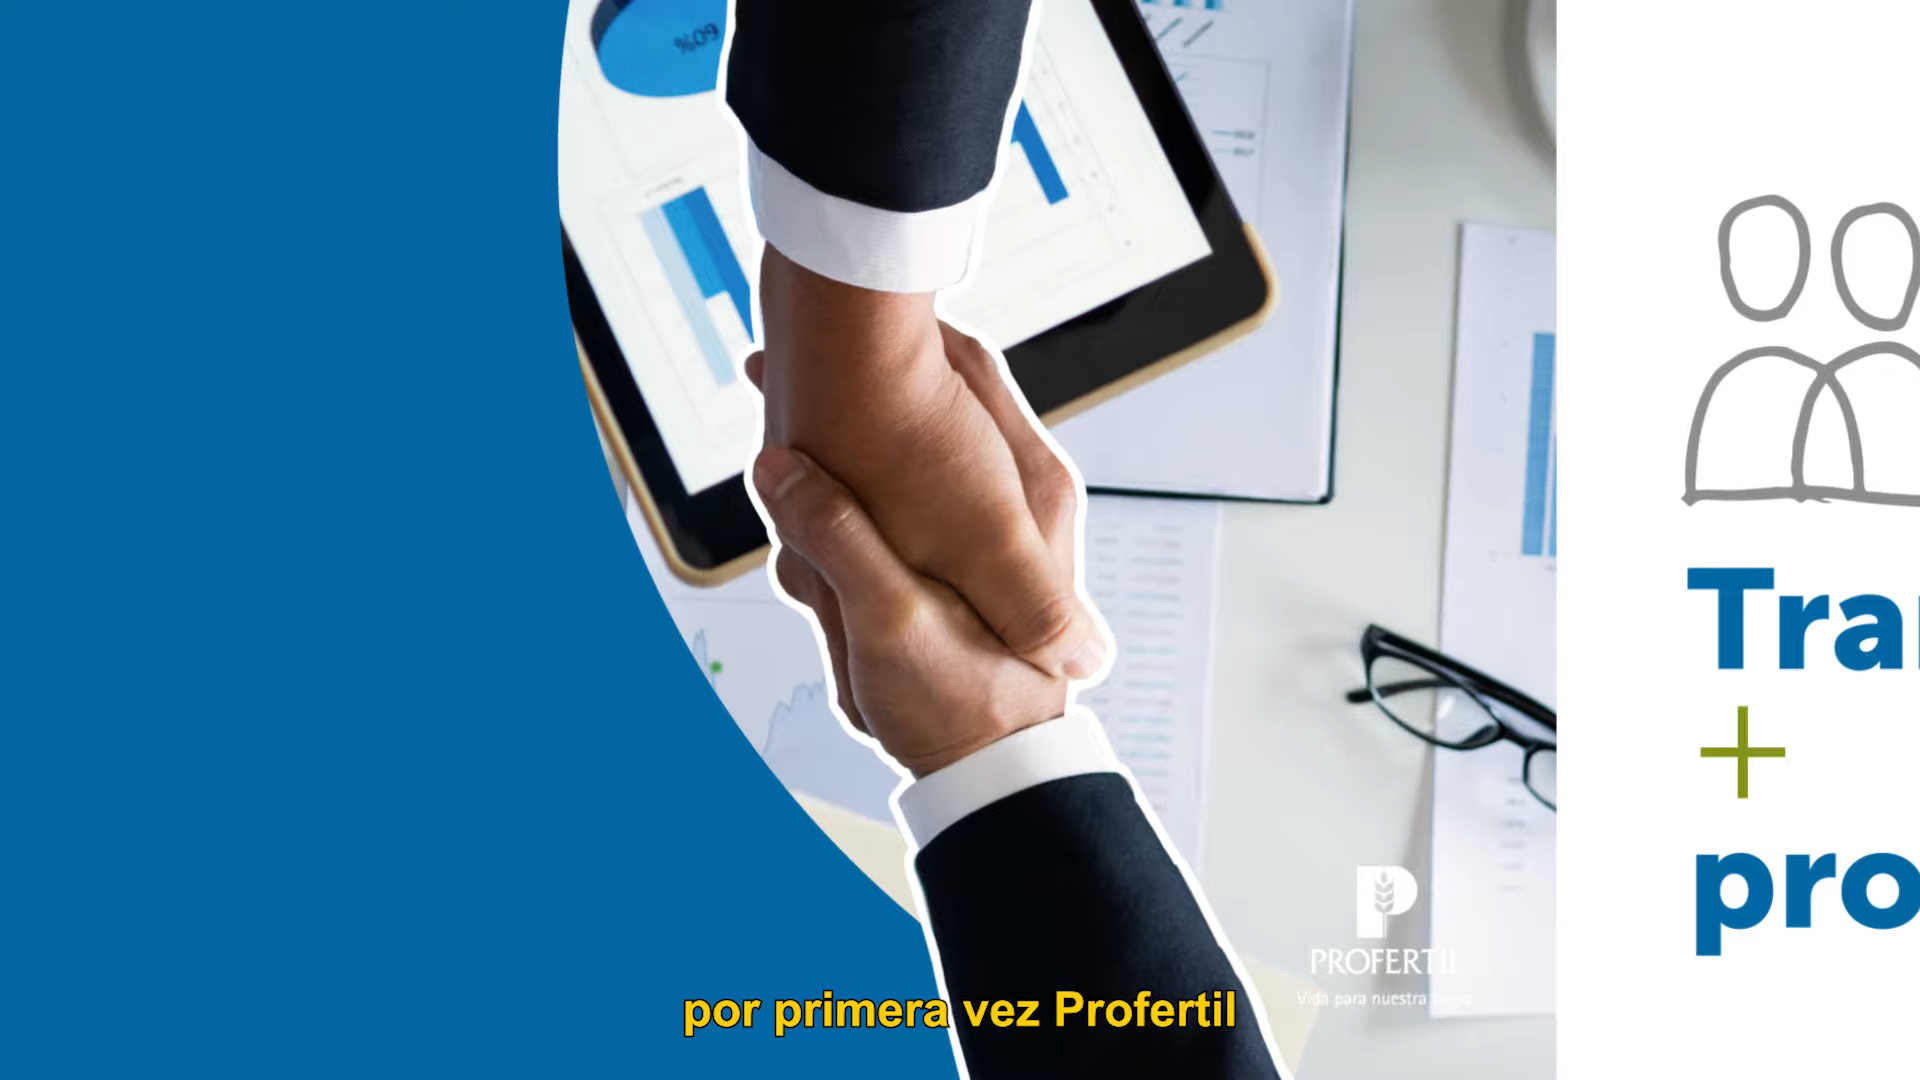 60%
Tra
+
pro
PROFERTIL
Vida para nuestra
por primera vez Profertil